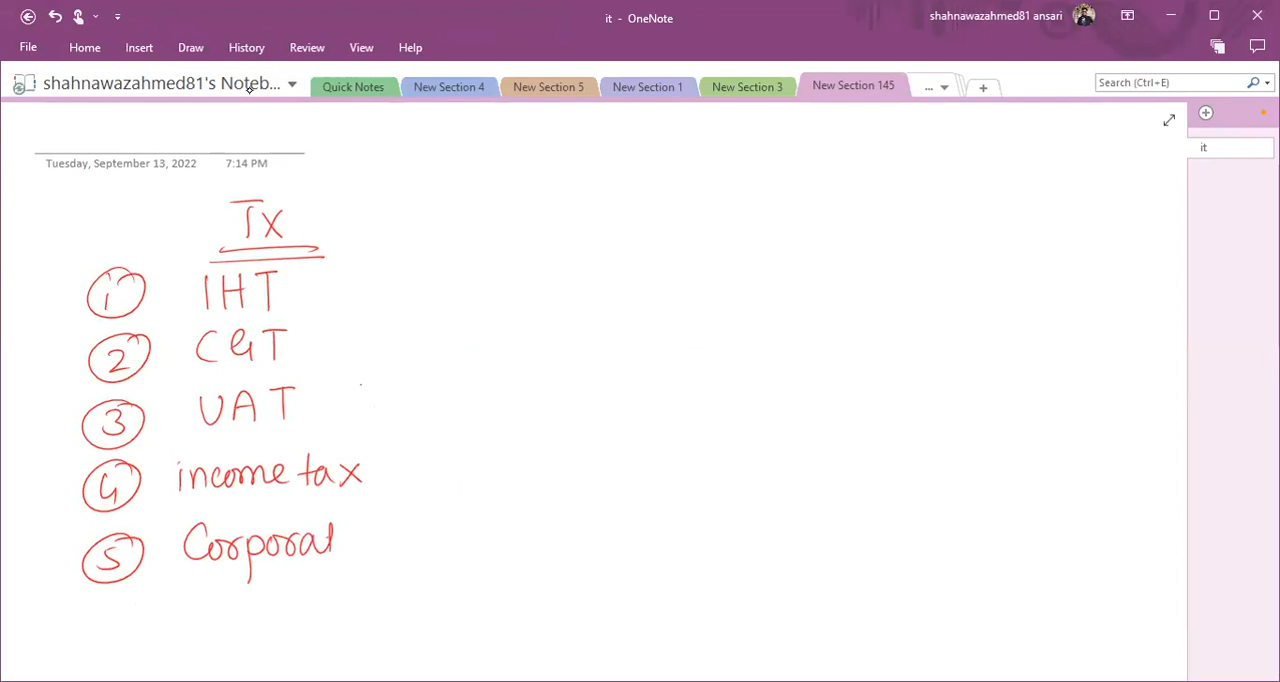 it - OneNote
shahnawazahmed81 ansari
File Home Insert Draw History Review View Help
shahnawazahmed81's Noteb...
Quick Notes New Section 4 New Section 5 New Section 1 New Section 3 New Section 145 ... +
Search (Ctrl+E)
it
Tuesday, September 13, 2022 7:14 PM
TX
1 IHT
2 CGT
3 VAT
4 income tax
5 Corporat